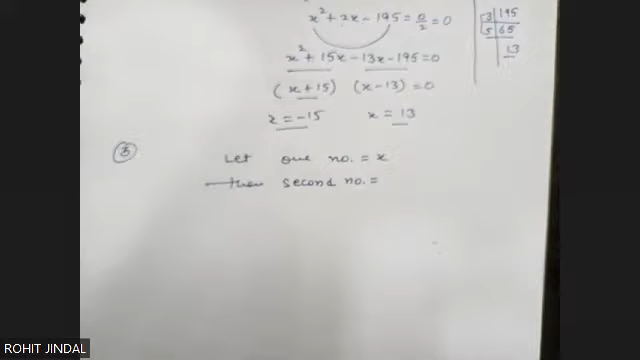 x² + 2x - 195 = 0/2 = 0
x² + 15x - 13x - 195 = 0
(x+15) (x-13) = 0
x = -15 x = 13
3 | 195
5 | 65
13
③ Let one no. = x
then second no. =
ROHIT JINDAL